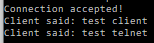 Connection accepted!
Client said: test client
Client said: test telnet